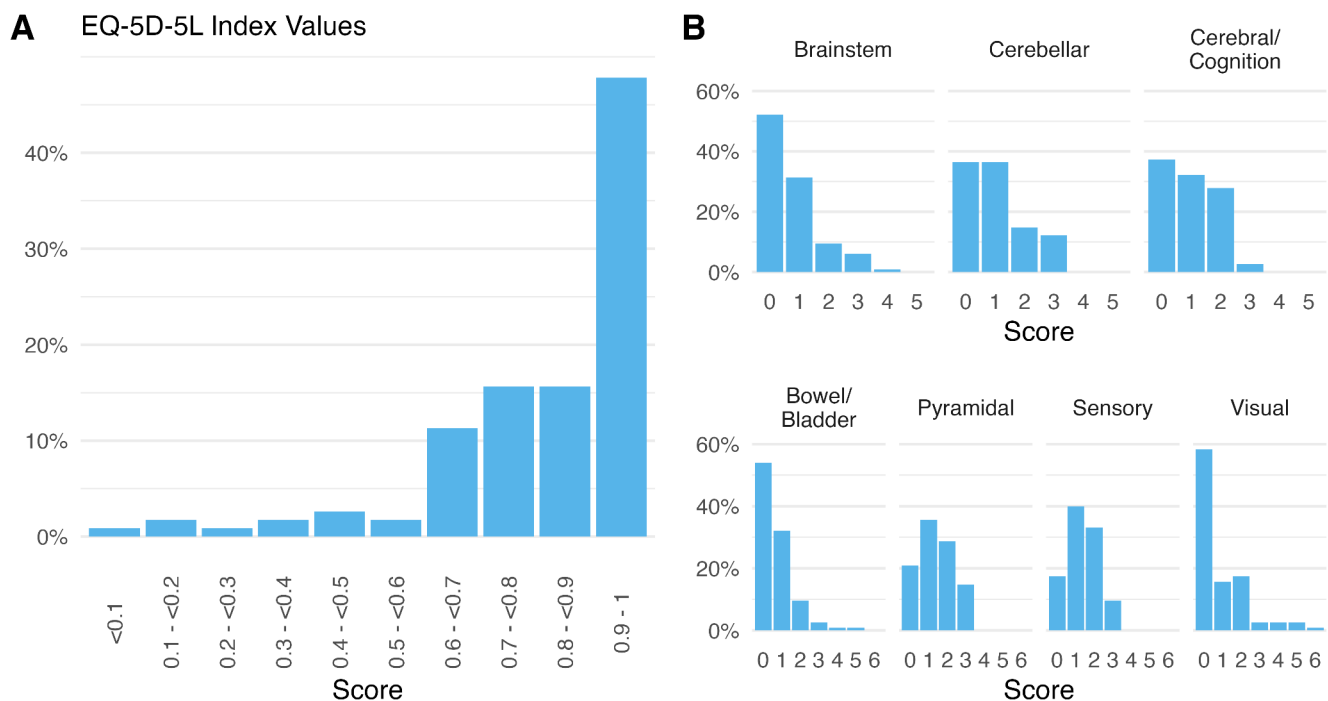 A
EQ-5D-5L Index Values
40%
30%
20%
10%
0%
<0.1
0.1 - <0.2
0.2 - <0.3
0.3 - <0.4
0.4 - <0.5
0.5 - <0.6
0.6 - <0.7
0.7 - <0.8
0.8 - <0.9
0.9 - 1
Score
B
Brainstem
Cerebellar
Cerebral/
Cognition
60%
40%
20%
0%
0 1 2 3 4 5
0 1 2 3 4 5
0 1 2 3 4 5
Score
Bowel/
Bladder
Pyramidal
Sensory
Visual
60%
40%
20%
0%
0 1 2 3 4 5 6
0 1 2 3 4 5 6
0 1 2 3 4 5 6
0 1 2 3 4 5 6
Score